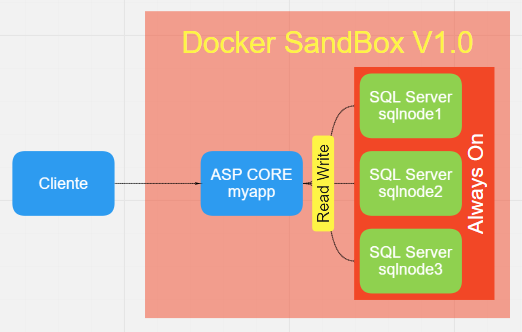 Docker SandBox V1.0
Cliente
ASP CORE
myapp
Read Write
SQL Server
sqlnode1
SQL Server
sqlnode2
SQL Server
sqlnode3
Always On